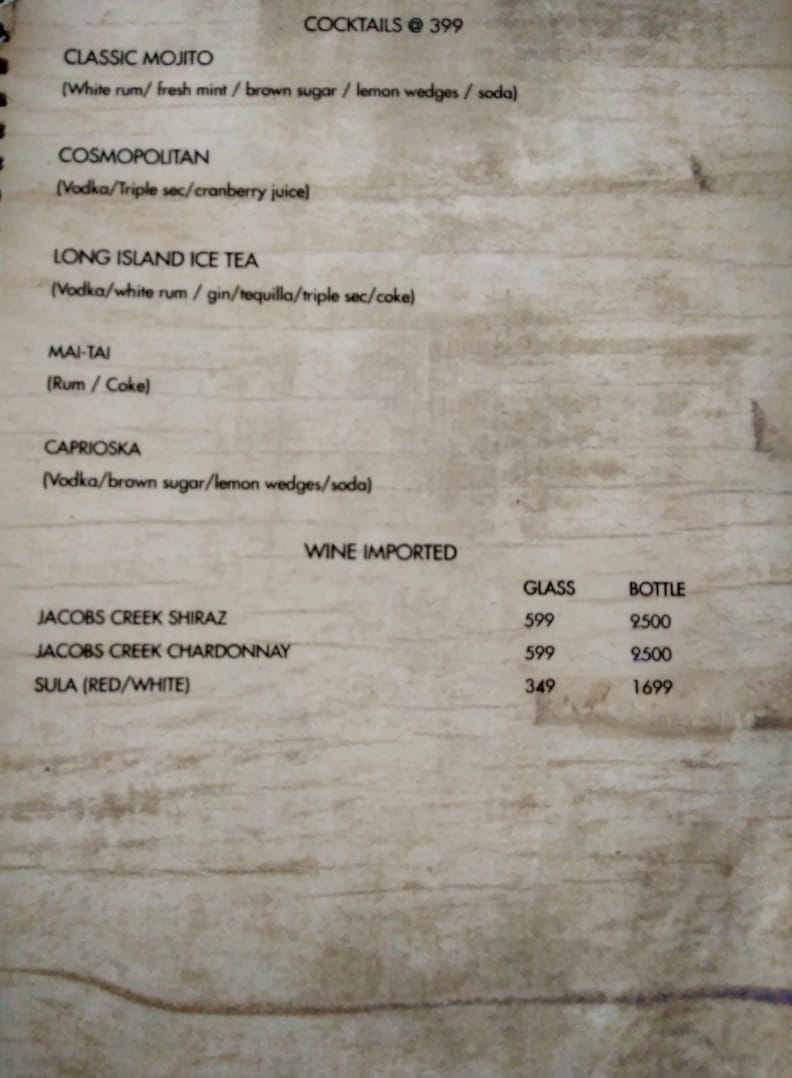 COCKTAILS @ 399
CLASSIC MOJITO
(White rum/ fresh mint / brown sugar / lemon wedges / soda)
COSMOPOLITAN
(Vodka/Triple sec/cranberry juice)
LONG ISLAND ICE TEA
(Vodka/white rum / gin/tequilla/triple sec/coke)
MAI-TAI
(Rum / Coke)
CAPRIOSKA
(Vodka/brown sugar/lemon wedges/soda)
WINE IMPORTED
GLASS BOTTLE
JACOBS CREEK SHIRAZ 599 2500
JACOBS CREEK CHARDONNAY 599 2500
SULA (RED/WHITE) 349 1699